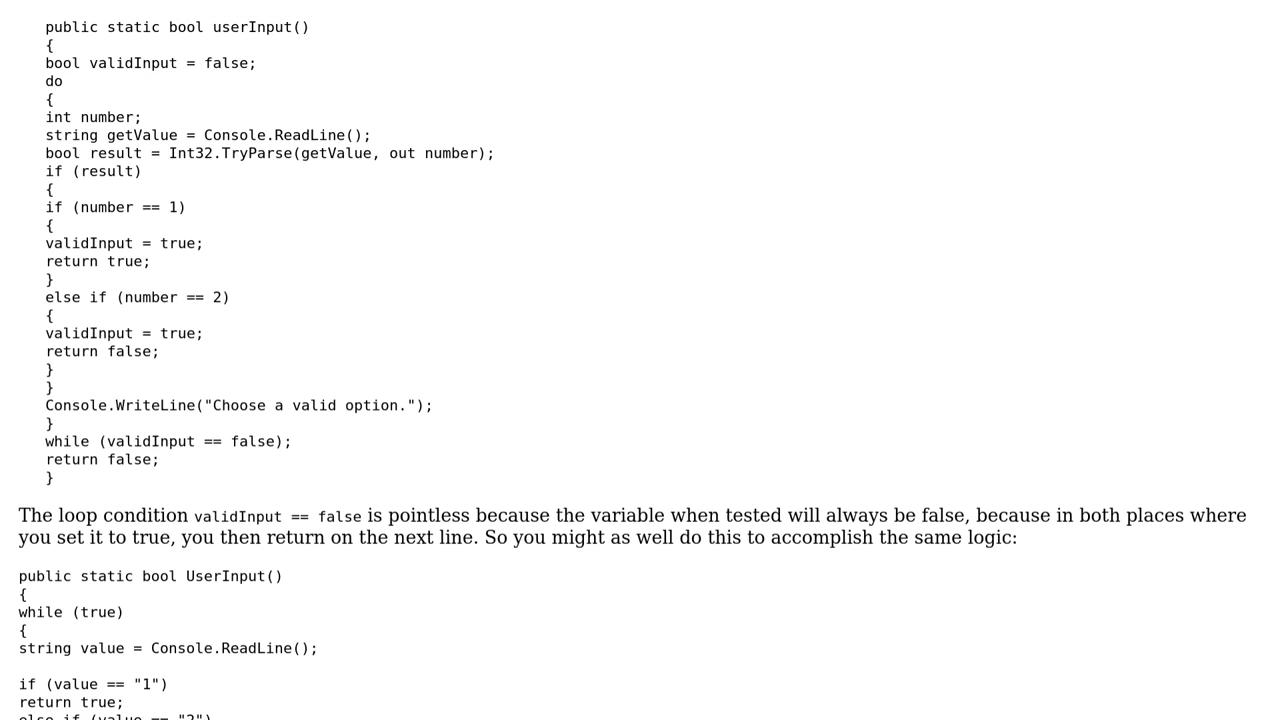 public static bool userInput()
{
bool validInput = false;
do
{
int number;
string getValue = Console.ReadLine();
bool result = Int32.TryParse(getValue, out number);
if (result)
{
if (number == 1)
{
validInput = true;
return true;
}
else if (number == 2)
{
validInput = true;
return false;
}
}
Console.WriteLine("Choose a valid option.");
}
while (validInput == false);
return false;
}
The loop condition validInput == false is pointless because the variable when tested will always be false, because in both places where
you set it to true, you then return on the next line. So you might as well do this to accomplish the same logic:
public static bool UserInput()
{
while (true)
{
string value = Console.ReadLine();
if (value == "1")
return true;
else if (value == "2")